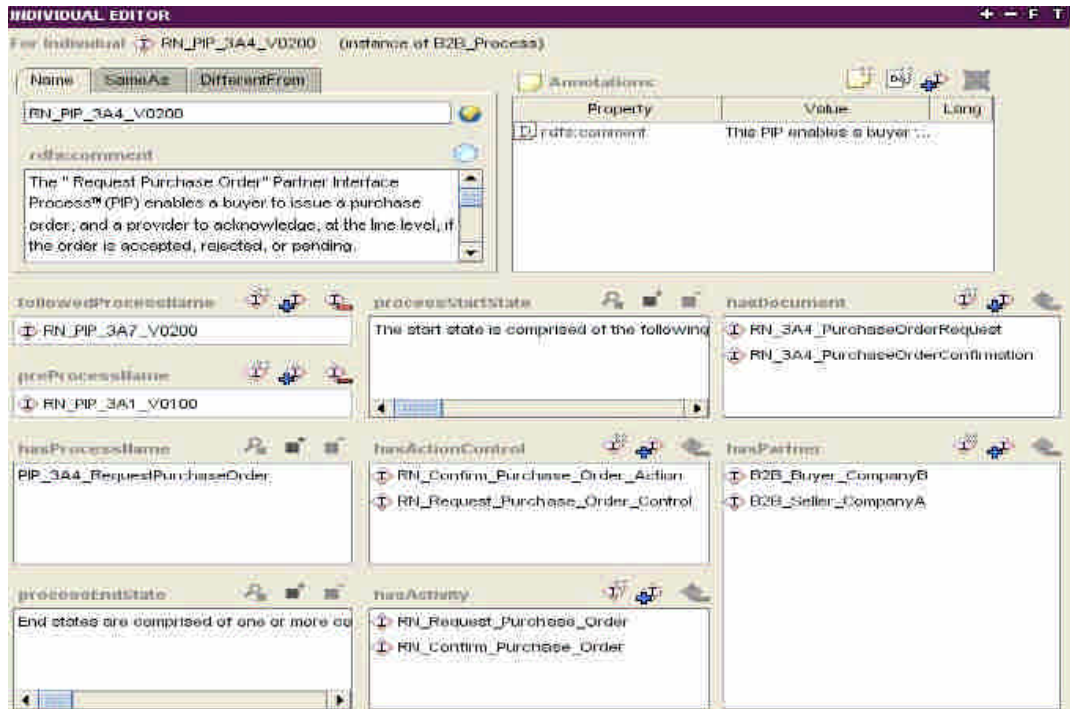 INDIVIDUAL EDITOR + − F T
For Individual RN_PIP_3A4_V0200 (instance of B2B_Process)
Name SameAs DifferentFrom
RN_PIP_3A4_V0200
rdfs:comment
The " Request Purchase Order" Partner Interface
Process™ (PIP) enables a buyer to issue a purchase
order, and a provider to acknowledge, at the line level, if
the order is accepted, rejected, or pending.
Annotations
Property Value Lang
rdfs:comment This PIP enables a buyer ...
followedProcessName
RN_PIP_3A7_V0200
preProcessName
RN_PIP_3A1_V0100
processStartState
The start state is comprised of the following
hasDocument
RN_3A4_PurchaseOrderRequest
RN_3A4_PurchaseOrderConfirmation
hasProcessName
PIP_3A4_RequestPurchaseOrder
hasActionControl
RN_Confirm_Purchase_Order_Action
RN_Request_Purchase_Order_Control
hasPartner
B2B_Buyer_CompanyB
B2B_Seller_CompanyA
processEndState
End states are comprised of one or more co
hasActivity
RN_Request_Purchase_Order
RN_Confirm_Purchase_Order